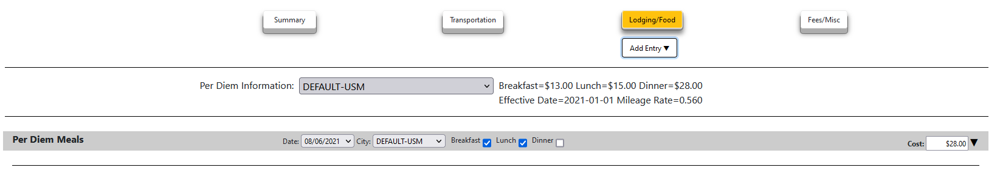 Summary
Transportation
Lodging/Food
Fees/Misc
Add Entry ▼
Per Diem Information: DEFAULT-USM Breakfast=$13.00 Lunch=$15.00 Dinner=$28.00
Effective Date=2021-01-01 Mileage Rate=0.560
Per Diem Meals Date: 08/06/2021 City: DEFAULT-USM Breakfast Lunch Dinner Cost: $28.00 ▼